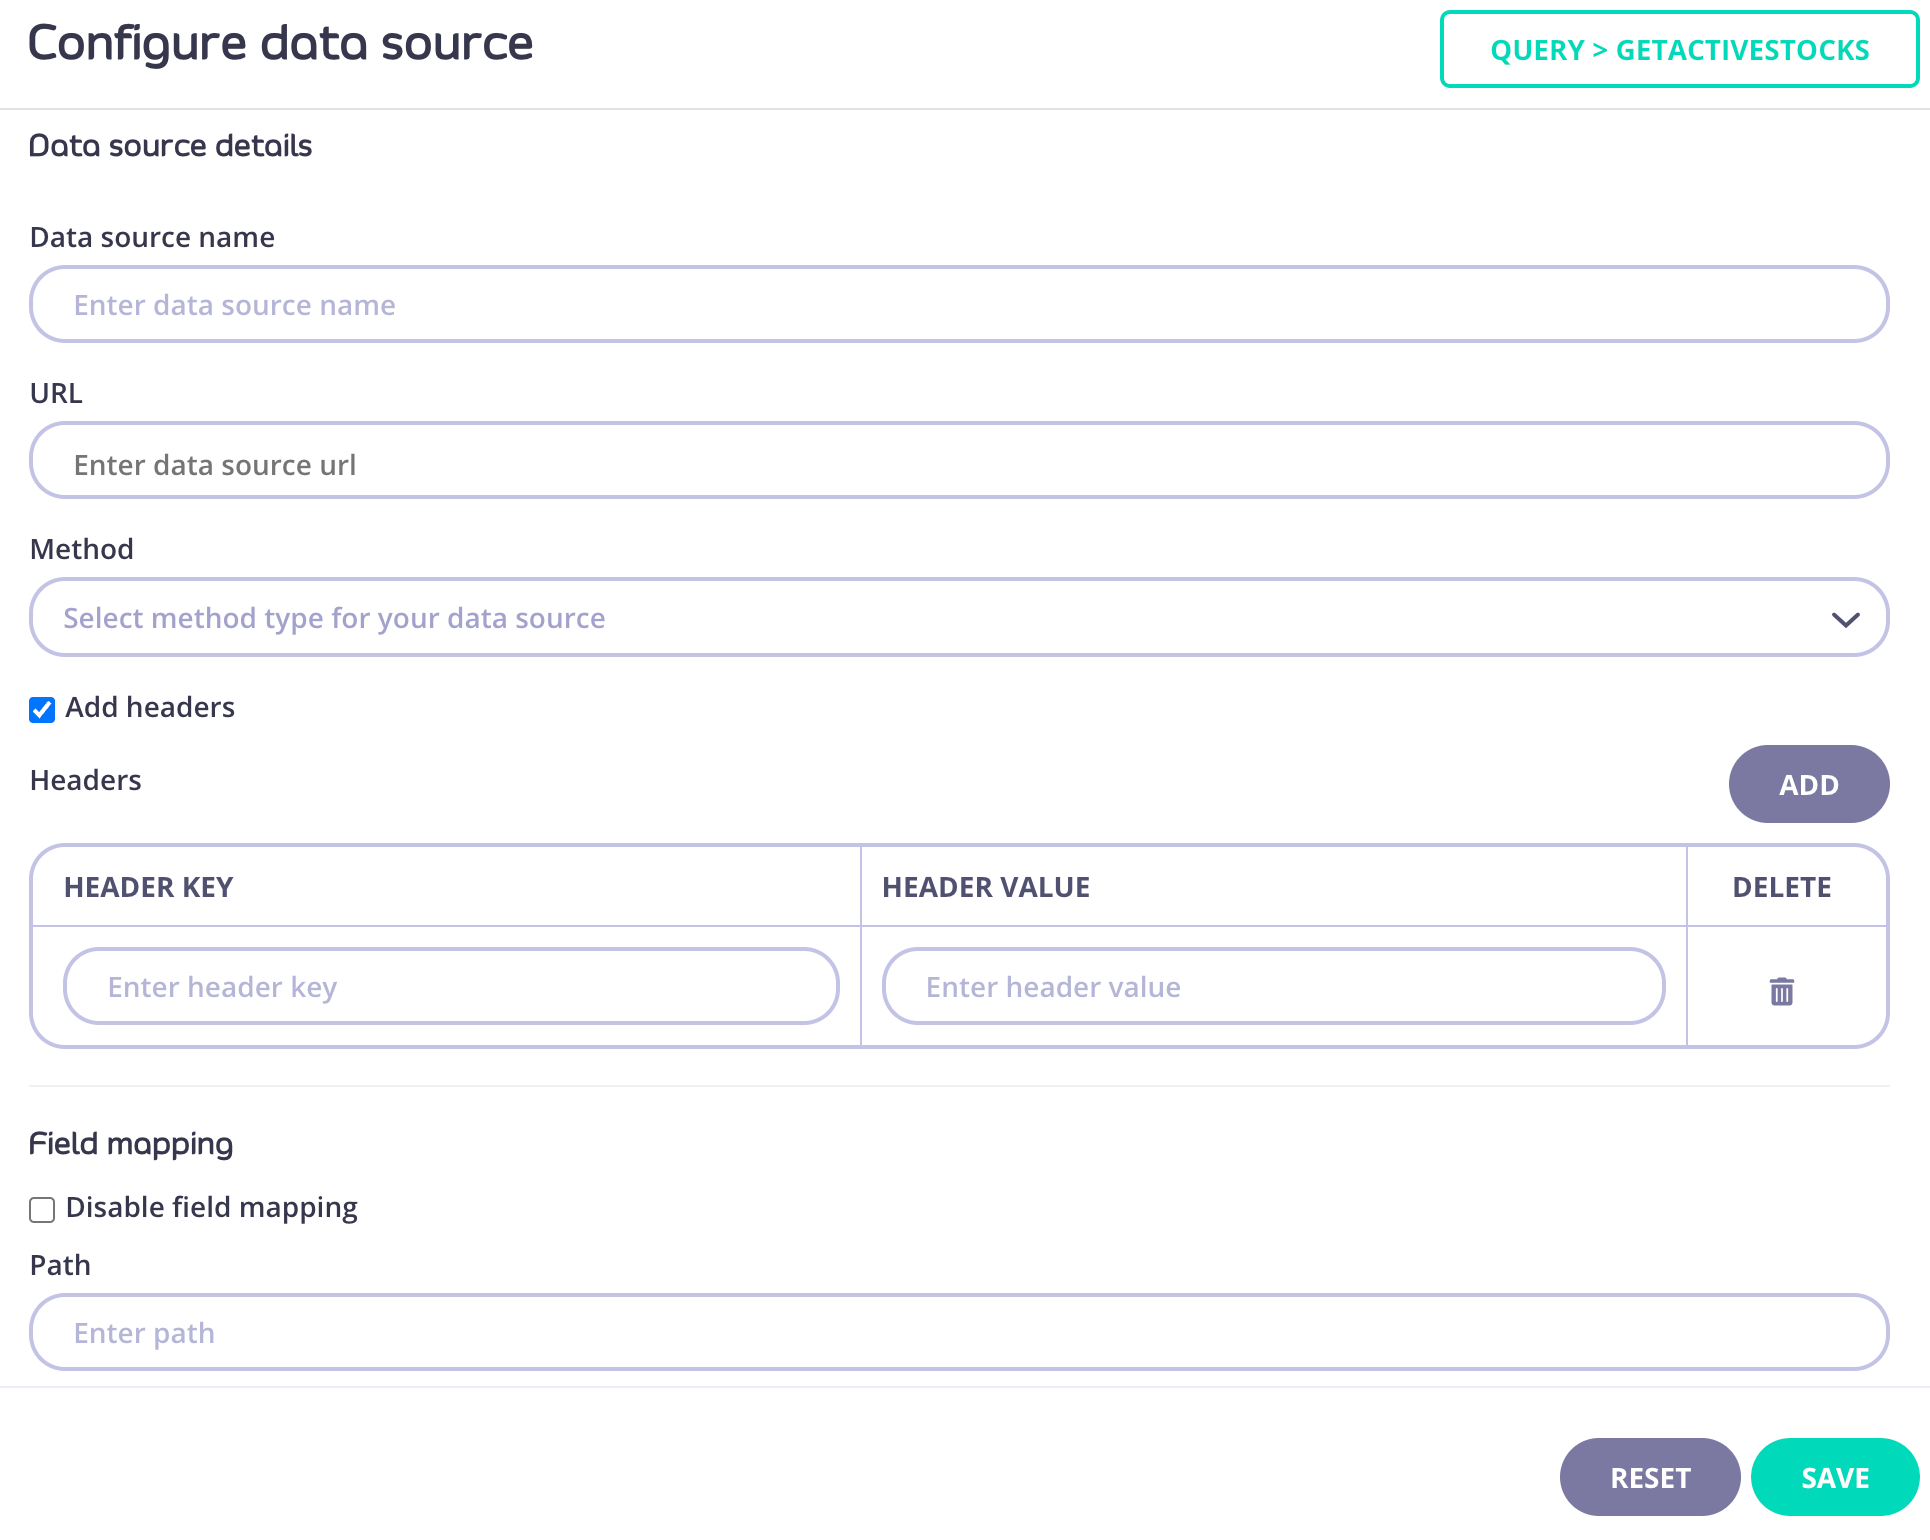 Configure data source
QUERY > GETACTIVESTOCKS
Data source details
Data source name
Enter data source name
URL
Enter data source url
Method
Select method type for your data source
Add headers
Headers
ADD
HEADER KEY
HEADER VALUE
DELETE
Enter header key
Enter header value
Field mapping
Disable field mapping
Path
Enter path
RESET
SAVE